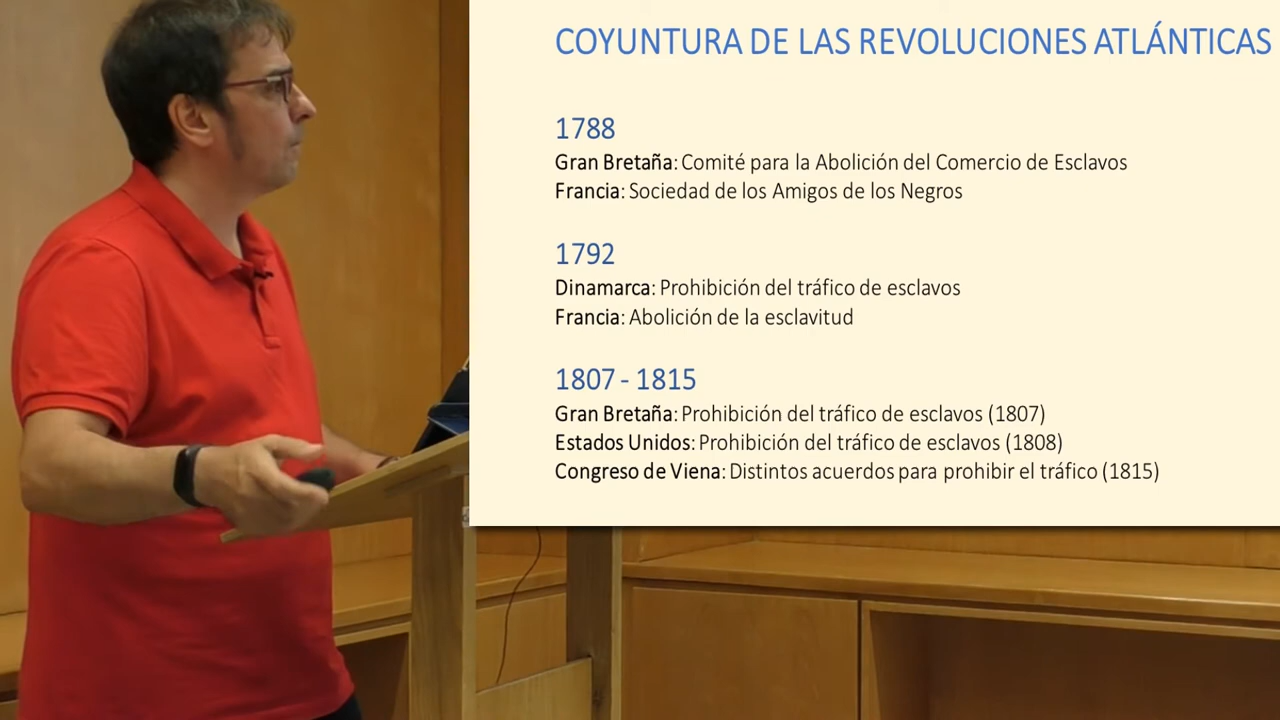 COYUNTURA DE LAS REVOLUCIONES ATLÁNTICAS
1788
Gran Bretaña: Comité para la Abolición del Comercio de Esclavos
Francia: Sociedad de los Amigos de los Negros
1792
Dinamarca: Prohibición del tráfico de esclavos
Francia: Abolición de la esclavitud
1807 - 1815
Gran Bretaña: Prohibición del tráfico de esclavos (1807)
Estados Unidos: Prohibición del tráfico de esclavos (1808)
Congreso de Viena: Distintos acuerdos para prohibir el tráfico (1815)